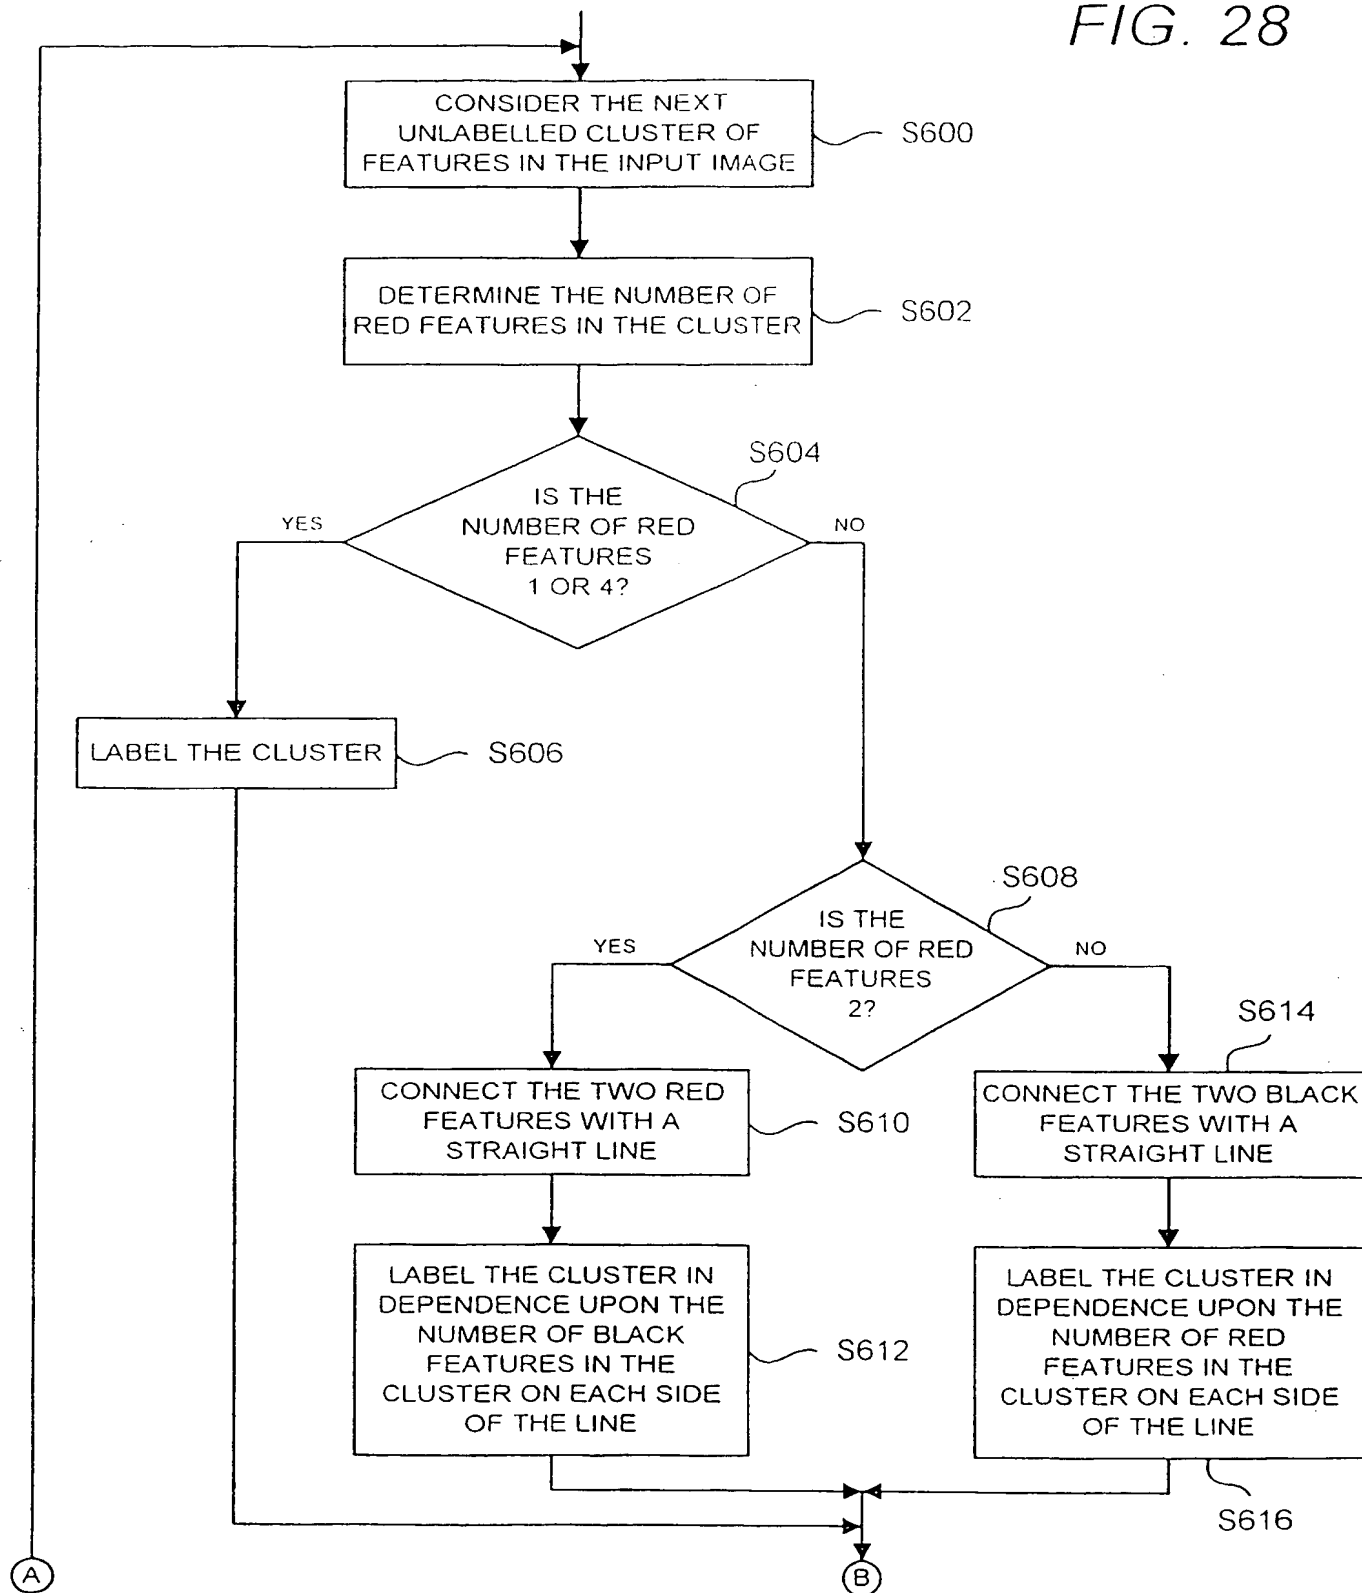 FIG. 28
CONSIDER THE NEXT
UNLABELLED CLUSTER OF
FEATURES IN THE INPUT IMAGE
S600
DETERMINE THE NUMBER OF
RED FEATURES IN THE CLUSTER
S602
S604
IS THE
NUMBER OF RED
FEATURES
1 OR 4?
YES
NO
LABEL THE CLUSTER
S606
S608
IS THE
NUMBER OF RED
FEATURES
2?
YES
NO
S614
CONNECT THE TWO RED
FEATURES WITH A
STRAIGHT LINE
S610
CONNECT THE TWO BLACK
FEATURES WITH A
STRAIGHT LINE
LABEL THE CLUSTER IN
DEPENDENCE UPON THE
NUMBER OF BLACK
FEATURES IN THE
CLUSTER ON EACH SIDE
OF THE LINE
S612
LABEL THE CLUSTER IN
DEPENDENCE UPON THE
NUMBER OF RED
FEATURES IN THE
CLUSTER ON EACH SIDE
OF THE LINE
S616
A
B